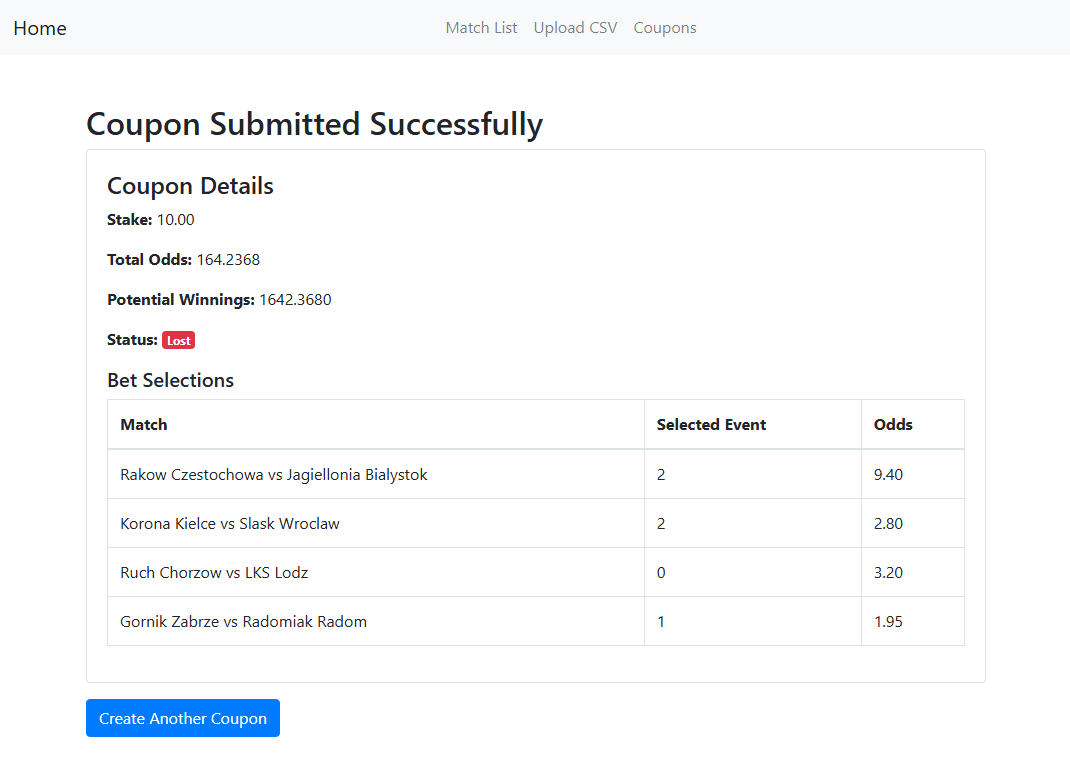 Home Match List Upload CSV Coupons
Coupon Submitted Successfully
Coupon Details
Stake: 10.00
Total Odds: 164.2368
Potential Winnings: 1642.3680
Status: Lost
Bet Selections
Match Selected Event Odds
Rakow Czestochowa vs Jagiellonia Bialystok 2 9.40
Korona Kielce vs Slask Wroclaw 2 2.80
Ruch Chorzow vs LKS Lodz 0 3.20
Gornik Zabrze vs Radomiak Radom 1 1.95
Create Another Coupon